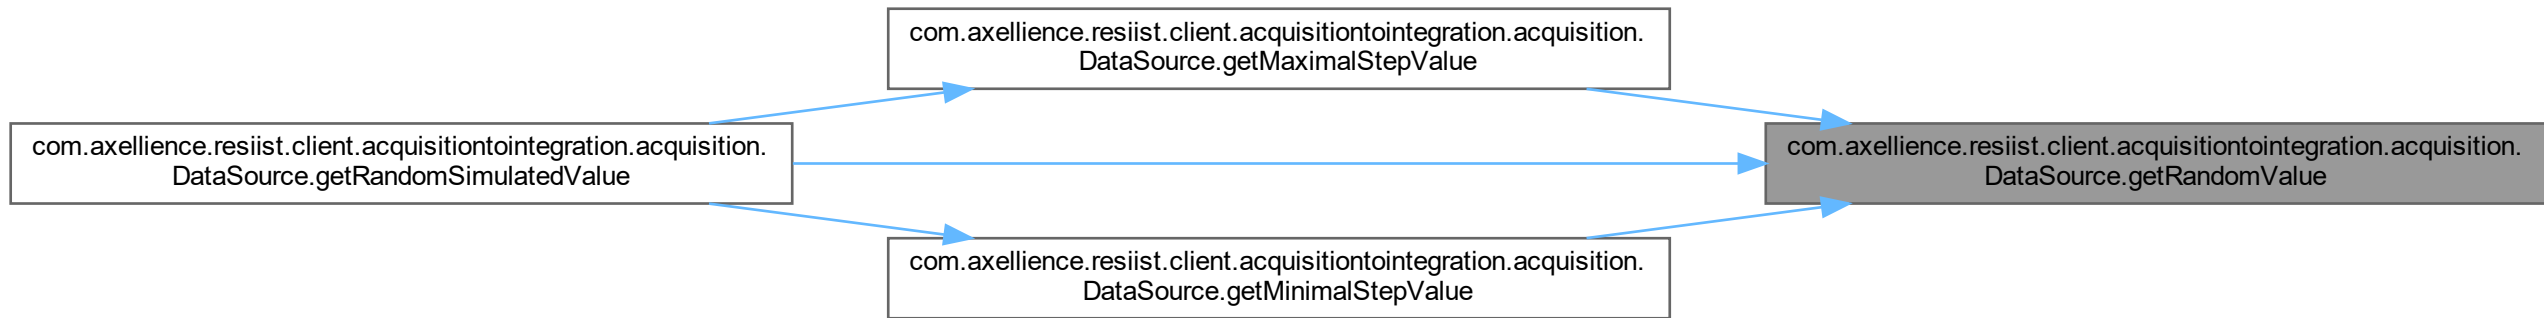 com.axellience.resiist.client.acquisitiontointegration.acquisition.
DataSource.getMaximalStepValue
com.axellience.resiist.client.acquisitiontointegration.acquisition.
DataSource.getRandomSimulatedValue
com.axellience.resiist.client.acquisitiontointegration.acquisition.
DataSource.getRandomValue
com.axellience.resiist.client.acquisitiontointegration.acquisition.
DataSource.getMinimalStepValue